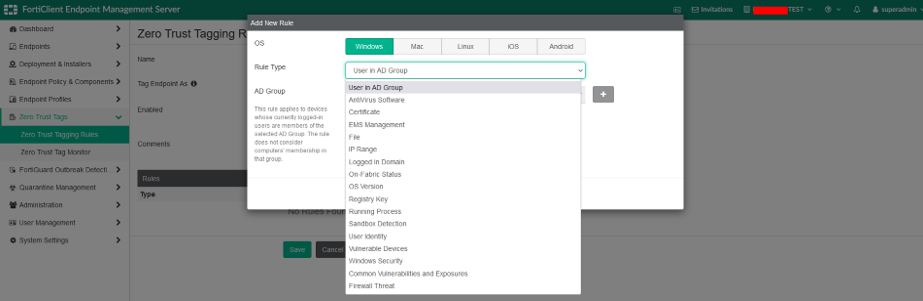 FortiClient Endpoint Management Server
Invitations
TEST
superadmin
Dashboard
Endpoints
Deployment & Installers
Endpoint Policy & Components
Endpoint Profiles
Zero Trust Tags
Zero Trust Tagging Rules
Zero Trust Tag Monitor
FortiGuard Outbreak Detecti...
Quarantine Management
Administration
User Management
System Settings
Zero Trust Tagging R
Name
Tag Endpoint As
Enabled
Comments
Rules
Type
No Rules Foun
Save
Cancel
Add New Rule
OS
Windows
Mac
Linux
iOS
Android
Rule Type
User in AD Group
AD Group
This rule applies to devices
whose currently logged-in
users are members of the
selected AD Group. The rule
does not consider
computers' membership in
that group.
User in AD Group
AntiVirus Software
Certificate
EMS Management
File
IP Range
Logged in Domain
On-Fabric Status
OS Version
Registry Key
Running Process
Sandbox Detection
User Identity
Vulnerable Devices
Windows Security
Common Vulnerabilities and Exposures
Firewall Threat